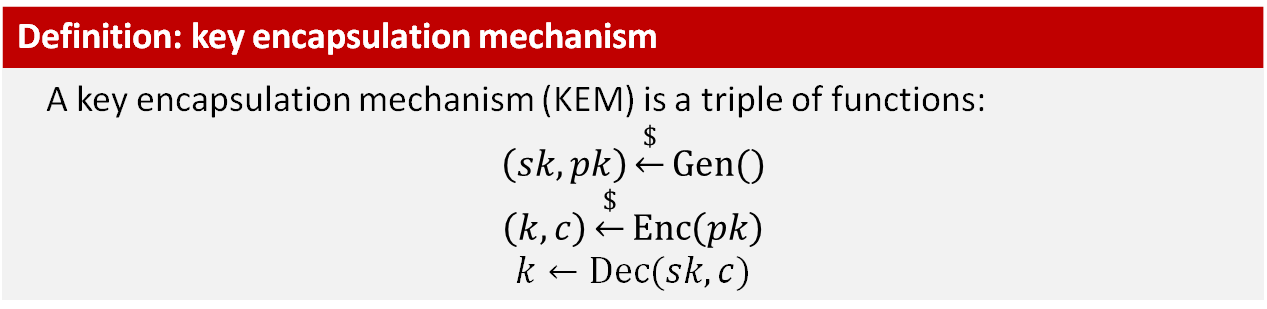 Definition: key encapsulation mechanism
A key encapsulation mechanism (KEM) is a triple of functions:
(sk, pk) $← Gen()
(k, c) $← Enc(pk)
k ← Dec(sk, c)